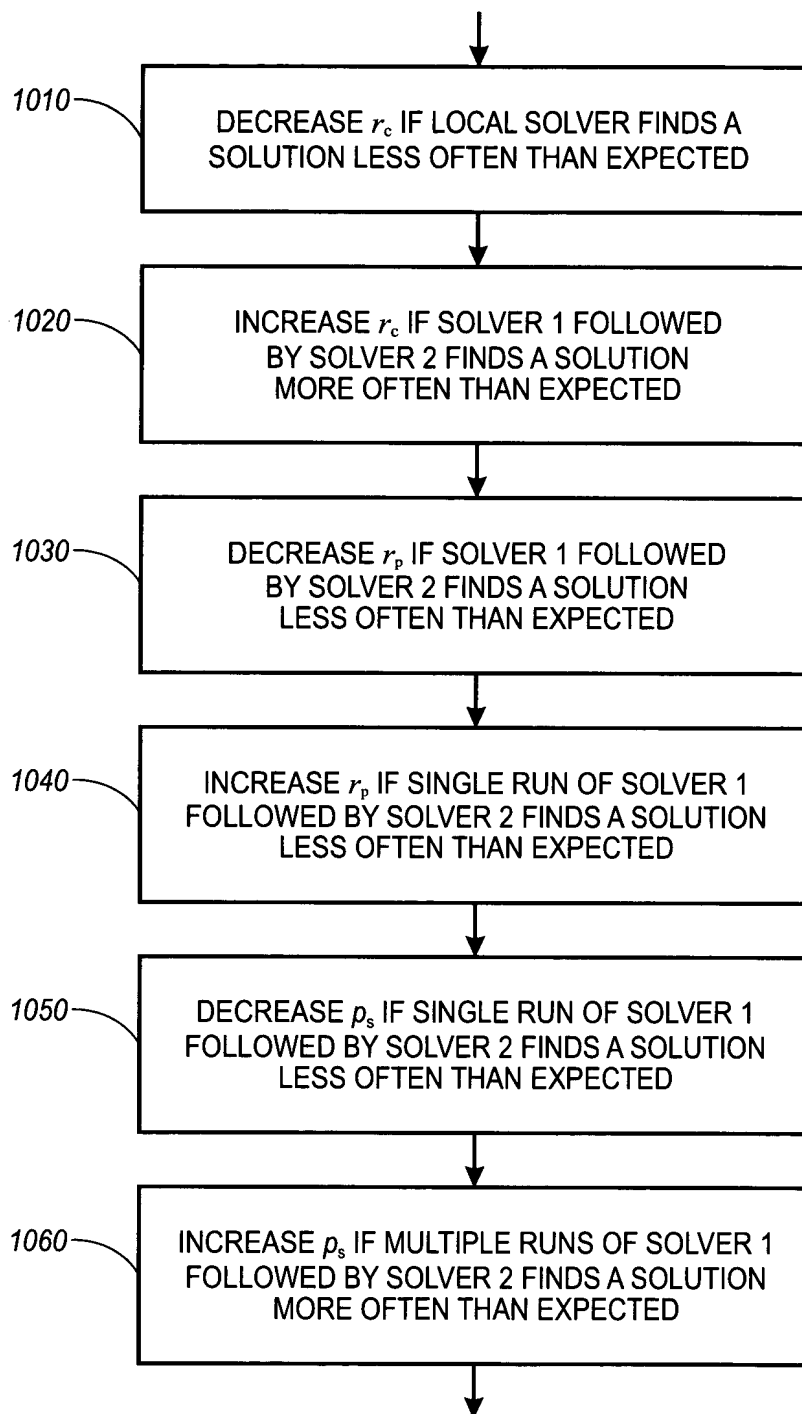 1010
DECREASE r_c IF LOCAL SOLVER FINDS A
SOLUTION LESS OFTEN THAN EXPECTED
1020
INCREASE r_c IF SOLVER 1 FOLLOWED
BY SOLVER 2 FINDS A SOLUTION
MORE OFTEN THAN EXPECTED
1030
DECREASE r_p IF SOLVER 1 FOLLOWED
BY SOLVER 2 FINDS A SOLUTION
LESS OFTEN THAN EXPECTED
1040
INCREASE r_p IF SINGLE RUN OF SOLVER 1
FOLLOWED BY SOLVER 2 FINDS A SOLUTION
LESS OFTEN THAN EXPECTED
1050
DECREASE p_s IF SINGLE RUN OF SOLVER 1
FOLLOWED BY SOLVER 2 FINDS A SOLUTION
LESS OFTEN THAN EXPECTED
1060
INCREASE p_s IF MULTIPLE RUNS OF SOLVER 1
FOLLOWED BY SOLVER 2 FINDS A SOLUTION
MORE OFTEN THAN EXPECTED